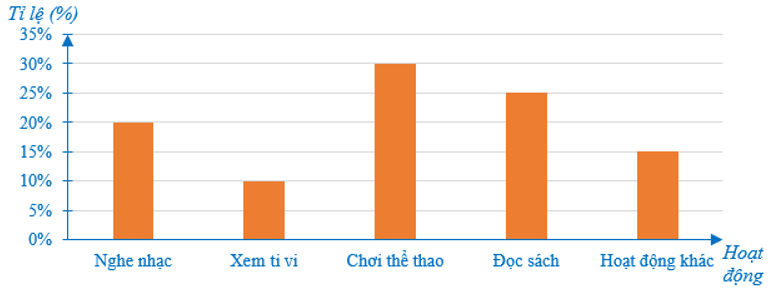 Tỉ lệ (%)
35%
30%
25%
20%
15%
10%
5%
0%
Nghe nhạc
Xem ti vi
Chơi thể thao
Đọc sách
Hoạt động khác
Hoạt
động